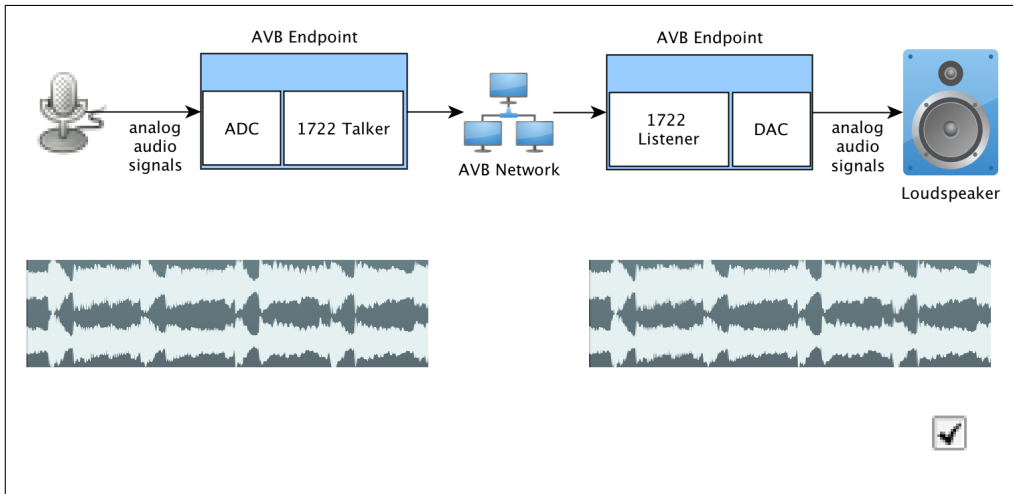 AVB Endpoint
AVB Endpoint
analog
audio
signals
ADC
1722 Talker
AVB Network
1722
Listener
DAC
analog
audio
signals
Loudspeaker